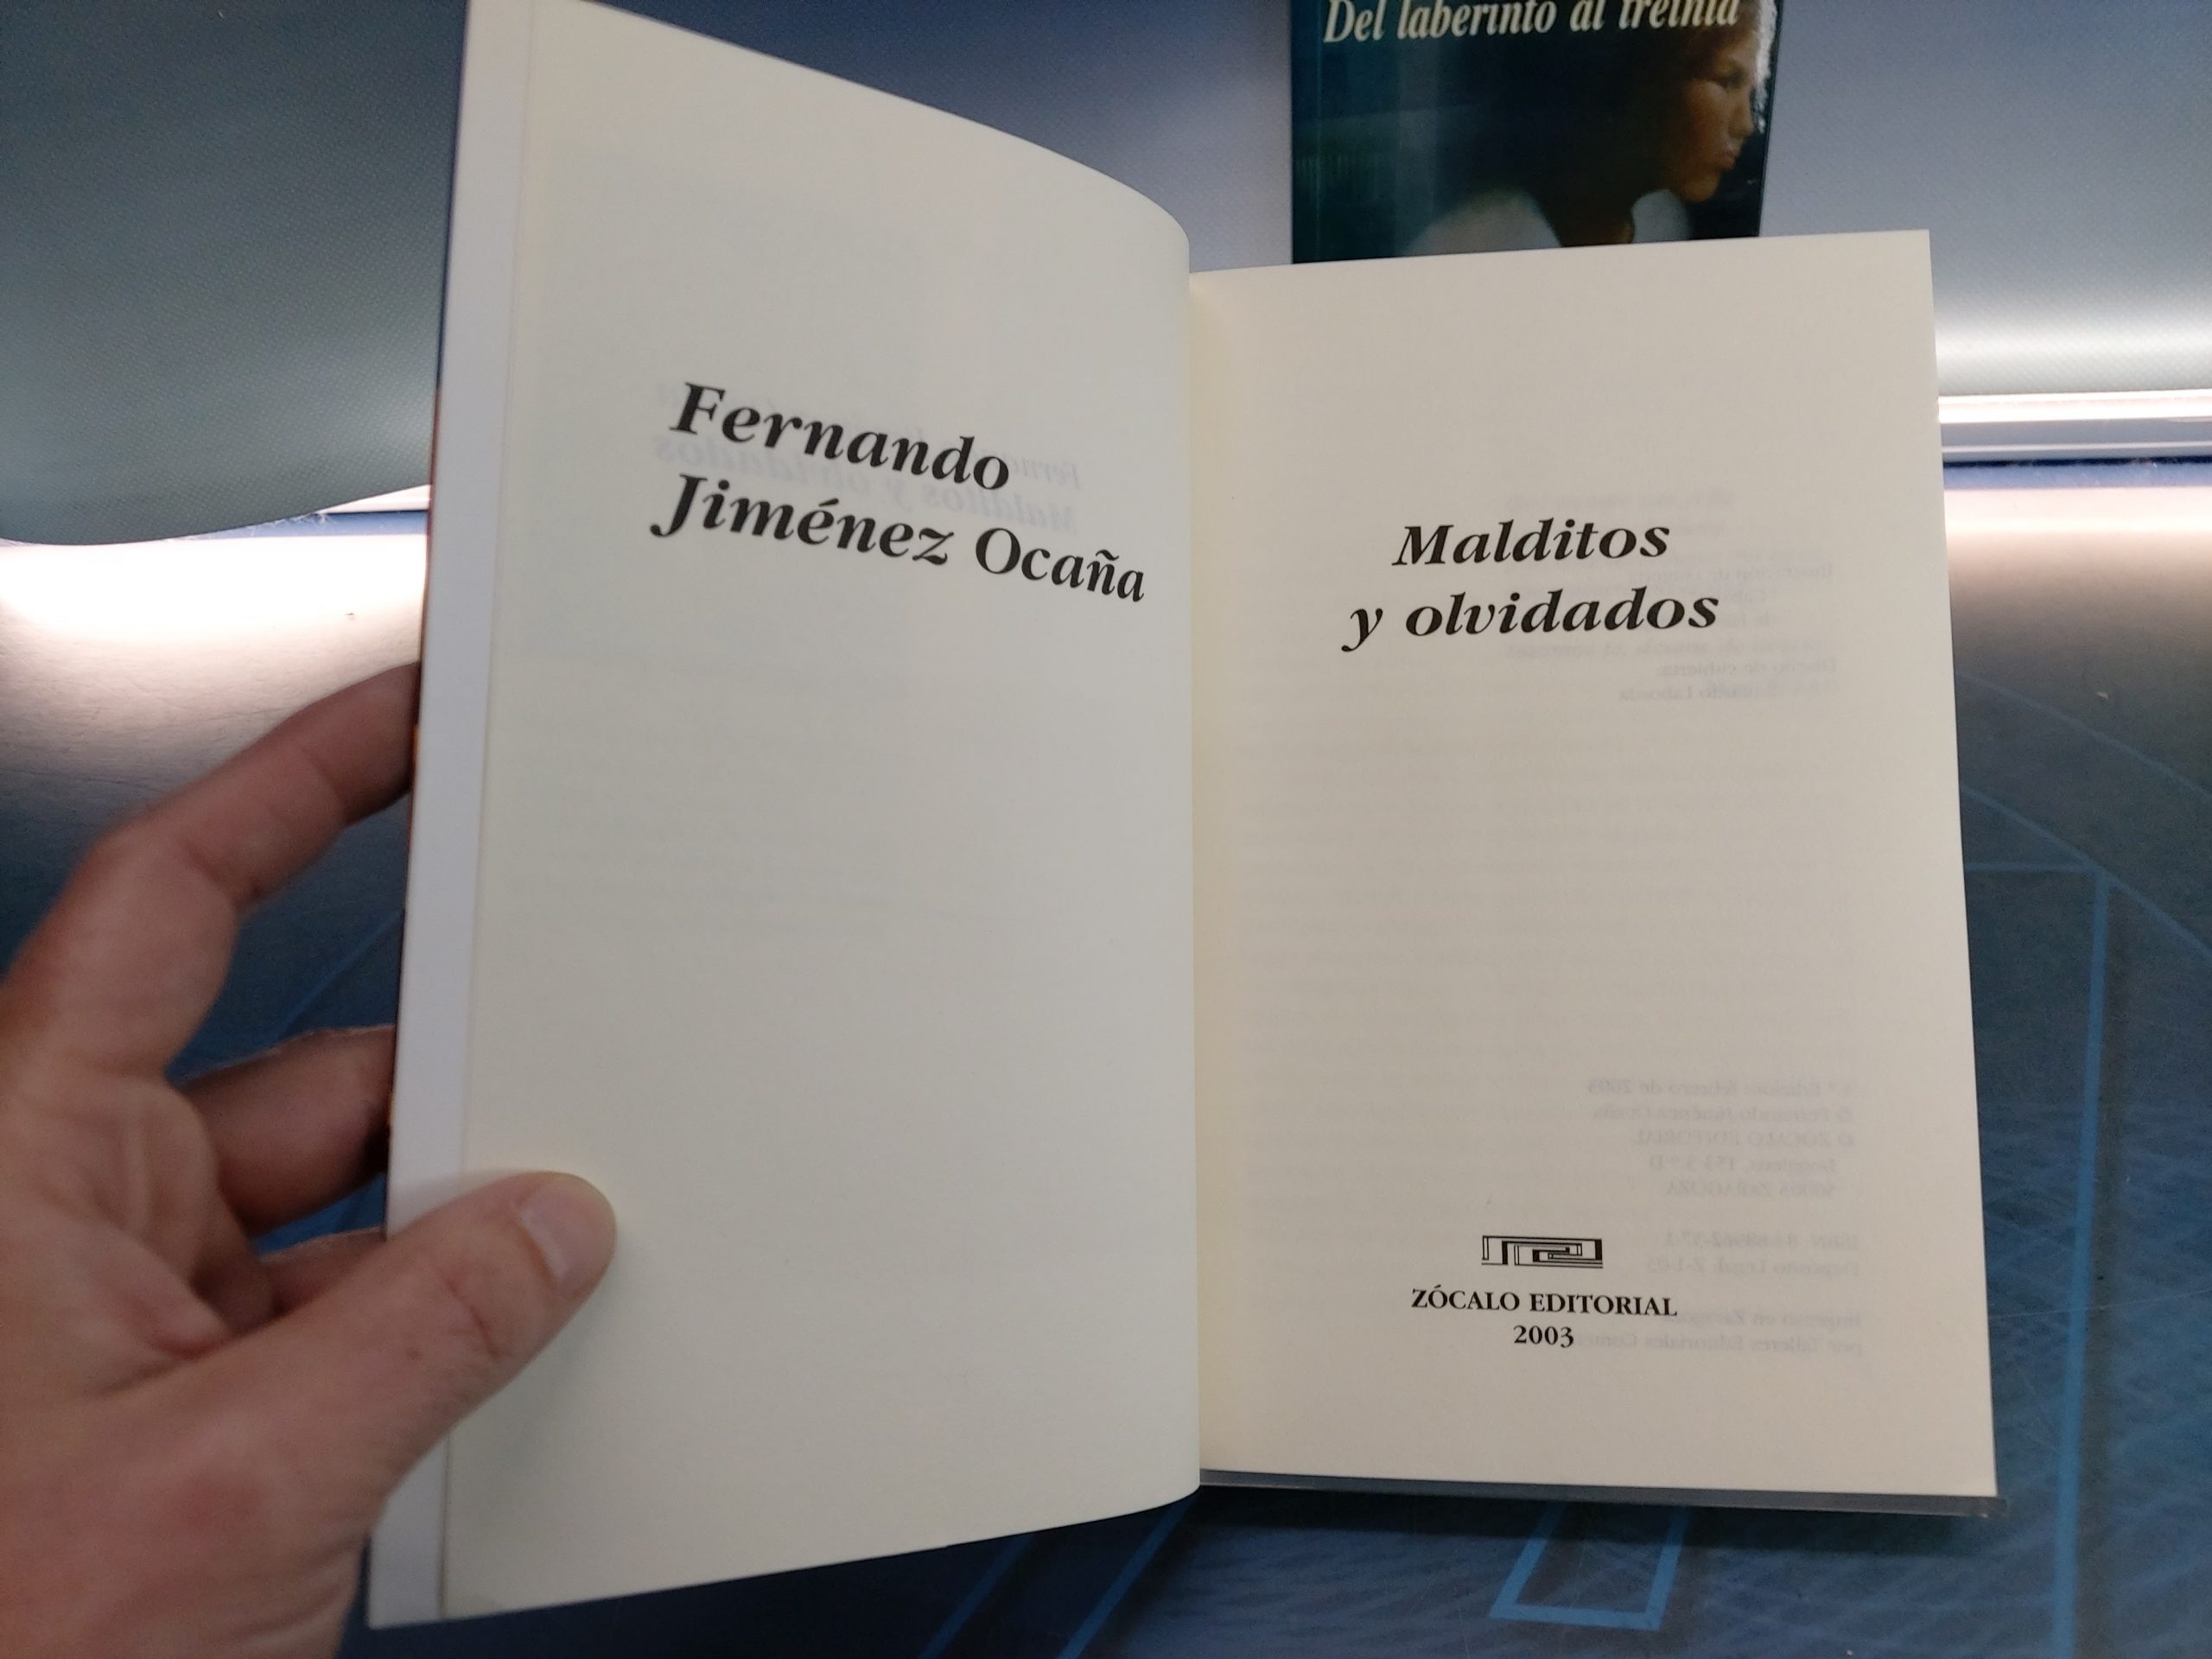 Del laberinto al treinta
Fernando
Jiménez Ocaña
Malditos
y olvidados
ZÓCALO EDITORIAL
2003